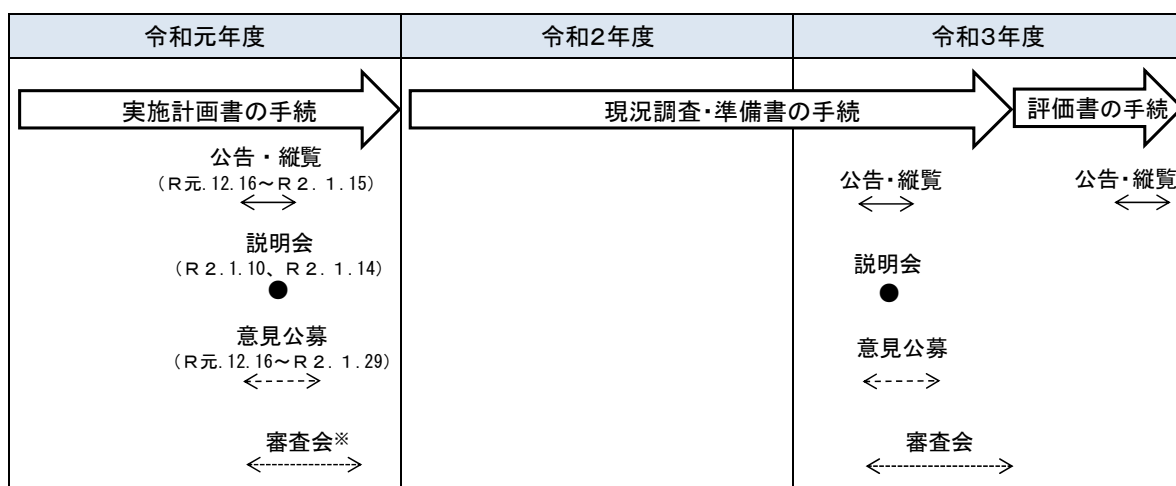 令和元年度
令和2年度
令和3年度
実施計画書の手続
現況調査・準備書の手続
評価書の手続
公告・縦覧
（R元.12.16～R2.1.15）
公告・縦覧
公告・縦覧
説明会
（R2.1.10、R2.1.14）
説明会
意見公募
（R元.12.16～R2.1.29）
意見公募
審査会※
審査会